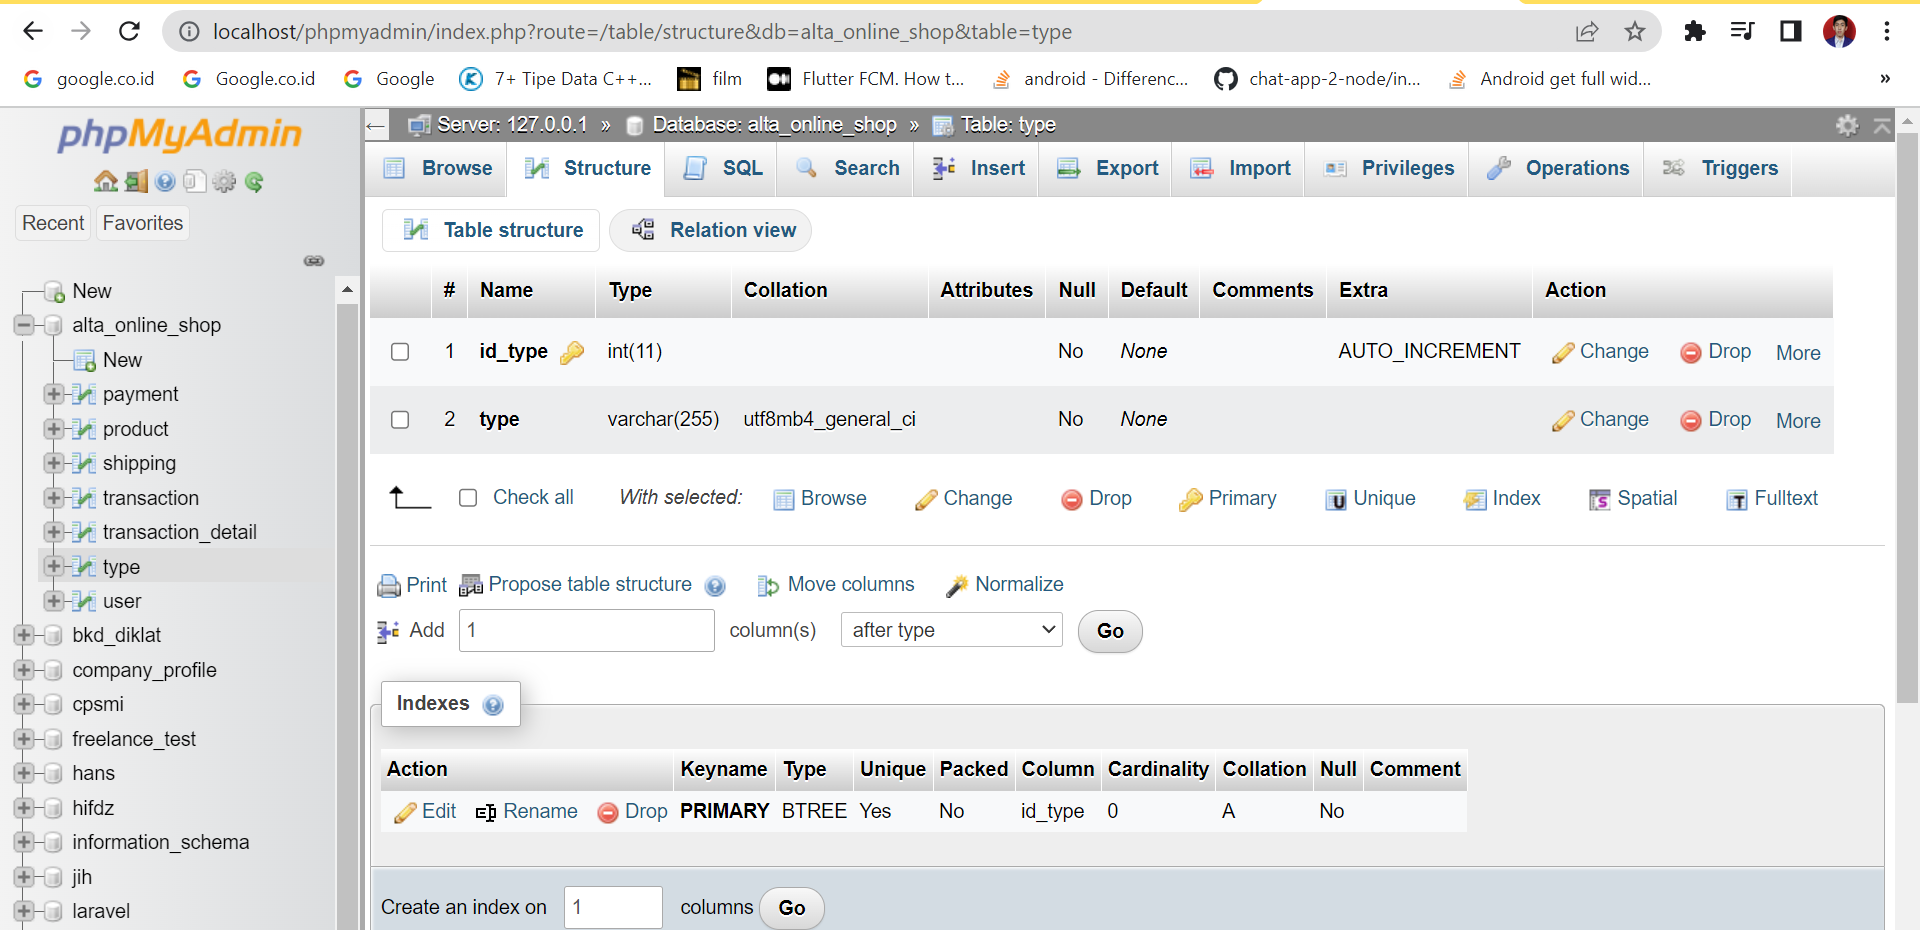 localhost/phpmyadmin/index.php?route=/table/structure&db=alta_online_shop&table=type
google.co.id Google.co.id Google 7+ Tipe Data C++... film Flutter FCM. How t... android - Differenc... chat-app-2-node/in... Android get full wid... »
phpMyAdmin
Recent Favorites
New
alta_online_shop
New
payment
product
shipping
transaction
transaction_detail
type
user
bkd_diklat
company_profile
cpsmi
freelance_test
hans
hifdz
information_schema
jih
laravel
Server: 127.0.0.1 » Database: alta_online_shop » Table: type
Browse Structure SQL Search Insert Export Import Privileges Operations Triggers
Table structure Relation view
# Name Type Collation Attributes Null Default Comments Extra Action
1 id_type int(11) No None AUTO_INCREMENT Change Drop More
2 type varchar(255) utf8mb4_general_ci No None Change Drop More
Check all With selected: Browse Change Drop Primary Unique Index Spatial Fulltext
Print Propose table structure Move columns Normalize
Add 1 column(s) after type Go
Indexes
Action Keyname Type Unique Packed Column Cardinality Collation Null Comment
Edit Rename Drop PRIMARY BTREE Yes No id_type 0 A No
Create an index on 1 columns Go